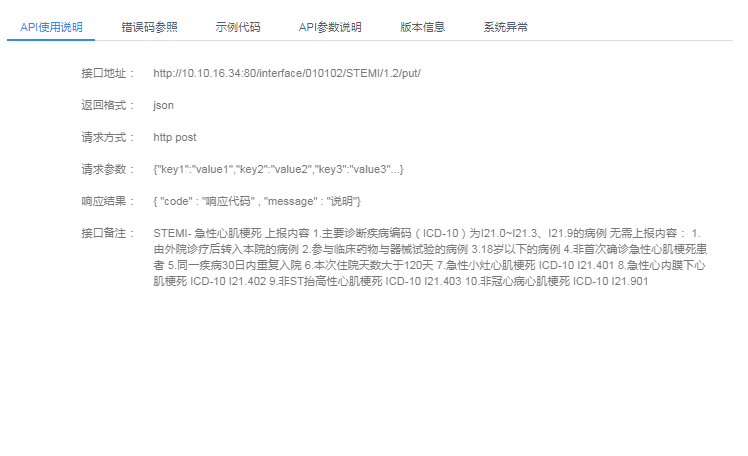 API使用说明 错误码参照 示例代码 API参数说明 版本信息 系统异常
接口地址： http://10.10.16.34:80/interface/010102/STEMI/1.2/put/
返回格式： json
请求方式： http post
请求参数： {"key1":"value1","key2":"value2","key3":"value3"...}
响应结果： { "code" : "响应代码" , "message" : "说明"}
接口备注： STEMI- 急性心肌梗死 上报内容 1.主要诊断疾病编码（ICD-10）为I21.0~I21.3、I21.9的病例 无需上报内容： 1.
由外院诊疗后转入本院的病例 2.参与临床药物与器械试验的病例 3.18岁以下的病例 4.非首次确诊急性心肌梗死患
者 5.同一疾病30日内重复入院 6.本次住院天数大于120天 7.急性小灶心肌梗死 ICD-10 I21.401 8.急性心内膜下心
肌梗死 ICD-10 I21.402 9.非ST抬高性心肌梗死 ICD-10 I21.403 10.非冠心病心肌梗死 ICD-10 I21.901